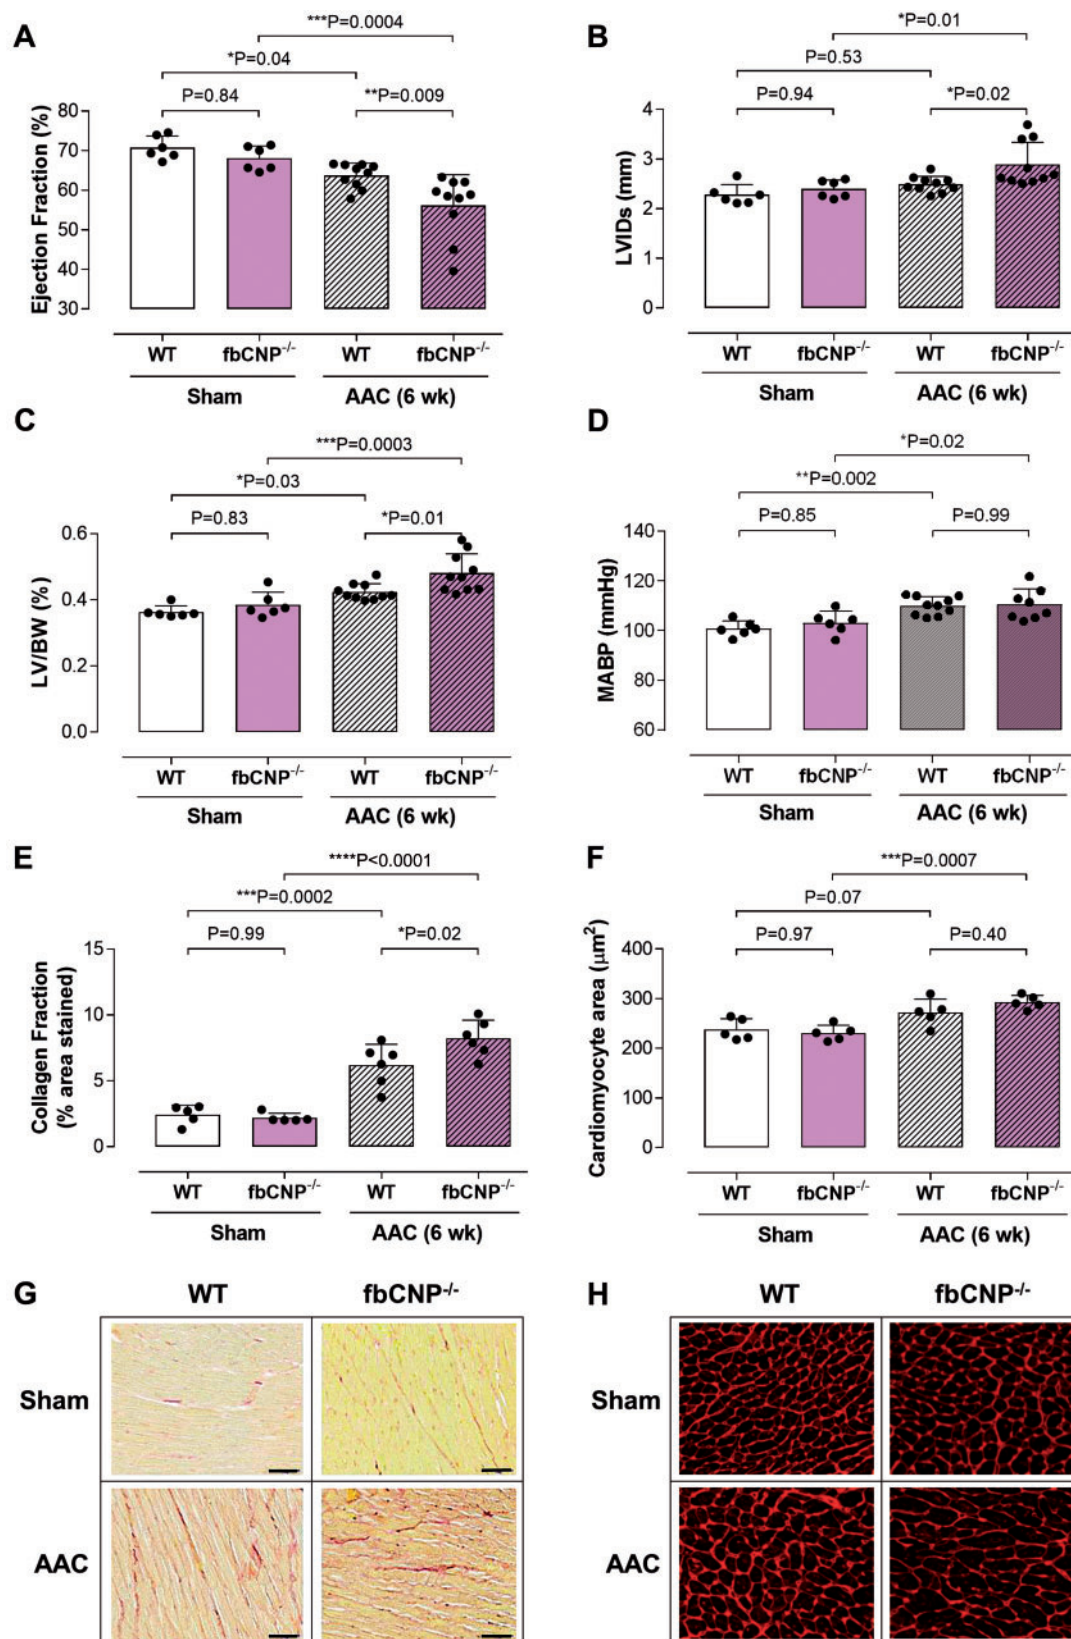 A
***P=0.0004
*P=0.04
P=0.84
**P=0.009
Ejection Fraction (%)
80
70
60
50
40
30
WT
fbCNP-/-
WT
fbCNP-/-
Sham
AAC (6 wk)
B
*P=0.01
P=0.53
P=0.94
*P=0.02
LVIDs (mm)
4
3
2
1
0
WT
fbCNP-/-
WT
fbCNP-/-
Sham
AAC (6 wk)
C
***P=0.0003
*P=0.03
P=0.83
*P=0.01
LV/BW (%)
0.6
0.4
0.2
0.0
WT
fbCNP-/-
WT
fbCNP-/-
Sham
AAC (6 wk)
D
*P=0.02
**P=0.002
P=0.85
P=0.99
MABP (mmHg)
140
120
100
80
60
WT
fbCNP-/-
WT
fbCNP-/-
Sham
AAC (6 wk)
E
****P<0.0001
***P=0.0002
P=0.99
*P=0.02
Collagen Fraction
(% area stained)
15
10
5
0
WT
fbCNP-/-
WT
fbCNP-/-
Sham
AAC (6 wk)
F
***P=0.0007
P=0.07
P=0.97
P=0.40
Cardiomyocyte area (μm²)
400
300
200
100
0
WT
fbCNP-/-
WT
fbCNP-/-
Sham
AAC (6 wk)
G
WT
fbCNP-/-
Sham
AAC
H
WT
fbCNP-/-
Sham
AAC